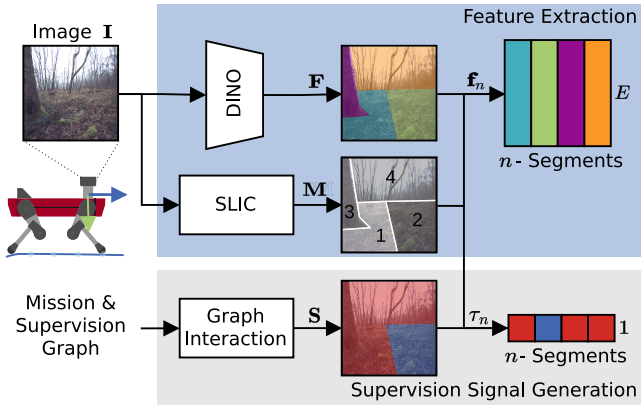 Feature Extraction
Image I
DINO
F
f_n
E
n- Segments
SLIC
M
4
3
2
1
Mission &
Supervision
Graph
Graph
Interaction
S
τ_n
1
n- Segments
Supervision Signal Generation